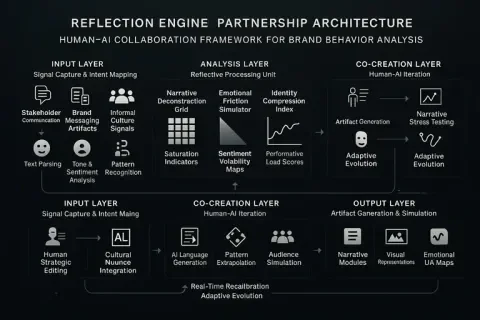 REFLECTION ENGINE PARTNERSHIP ARCHITECTURE
HUMAN–AI COLLABORATION FRAMEWORK FOR BRAND BEHAVIOR ANALYSIS
INPUT LAYER
Signal Capture & Intent Mapping
Stakeholder
Communication
Brand
Messaging
Artifacts
Informal
Culture
Signals
Text Parsing
Tone &
Sentiment
Analysis
Pattern
Recognition
ANALYSIS LAYER
Reflective Processing Unit
Narrative
Deconstruction
Grid
Emotional
Friction
Simulator
Identity
Compression
Index
Saturation
Indicators
Sentiment
Volability
Maps
Performative
Load Scores
CO-CREATION LAYER
Human-AI Iteration
Artifact Generation
Narrative
Stress Testing
Adaptive
Evolution
Adaptive
Evolution
INPUT LAYER
Signal Capture & Intent Maing
Human
Strategic
Editing
AL
Cultural
Nuunce
Integration
CO-CREATION LAYER
Human-AI Iteration
AI Language
Generation
Pattern
Extrapolation
Audience
Simulation
OUTPUT LAYER
Artifact Generation & Simulation
Narrative
Modules
Visual
Emotional
UA Maps
Real-Time Recaitbration
Adaptive Evolution